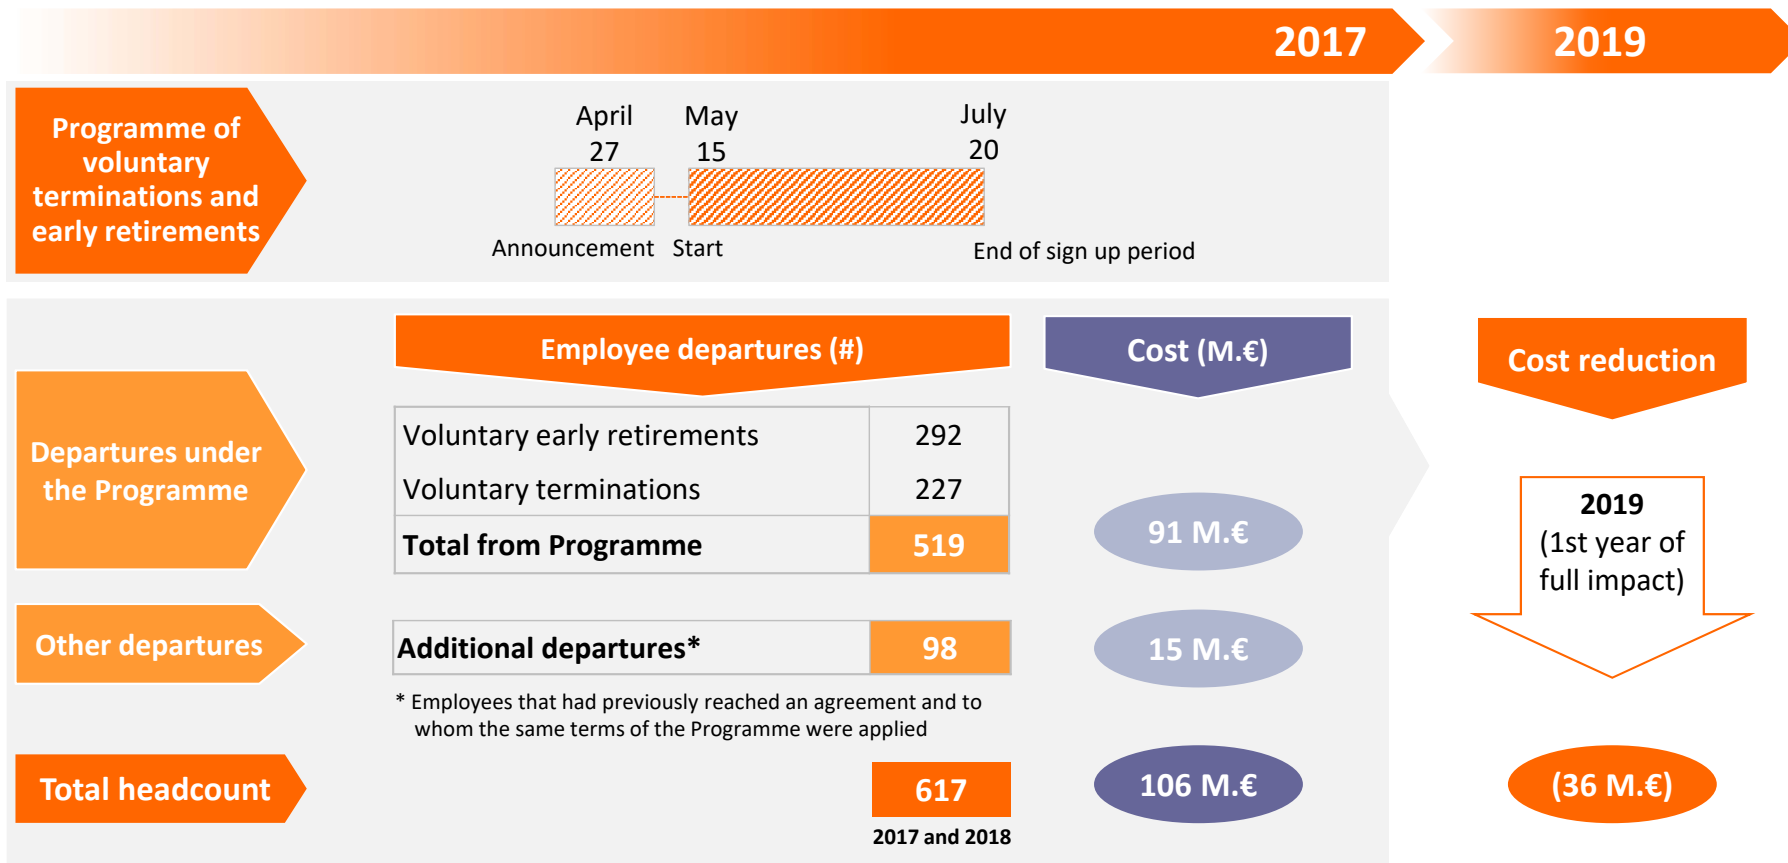 2017
2019
Programme of
voluntary
terminations and
early retirements
April
27
May
15
July
20
Announcement
Start
End of sign up period
Employee departures (#)
Cost (M.€)
Cost reduction
Departures under
the Programme
Voluntary early retirements 292
Voluntary terminations 227
Total from Programme 519
91 M.€
2019
(1st year of
full impact)
Other departures
Additional departures* 98
15 M.€
* Employees that had previously reached an agreement and to
whom the same terms of the Programme were applied
Total headcount
617
2017 and 2018
106 M.€
(36 M.€)